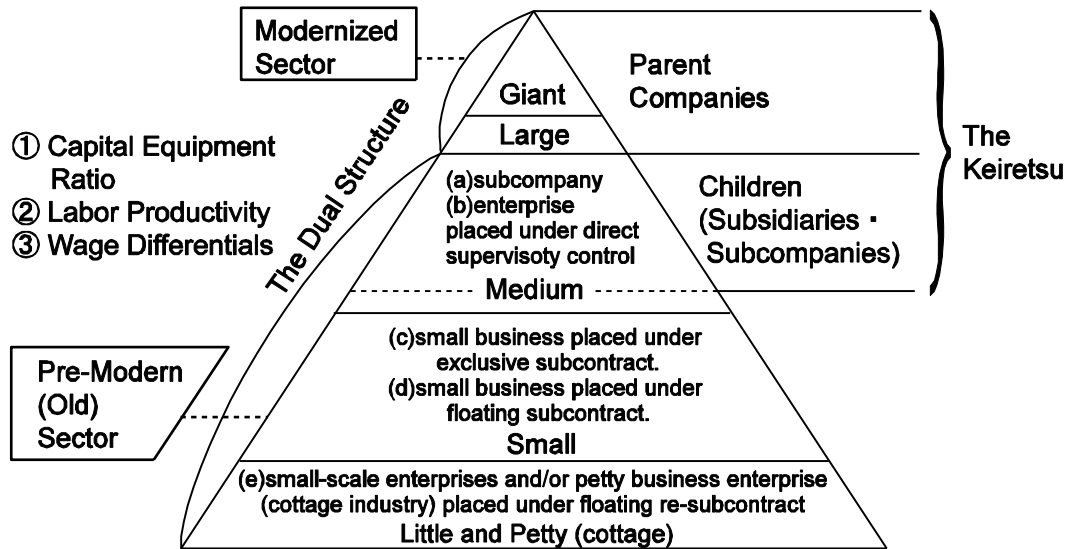 Modernized
Sector
① Capital Equipment
Ratio
② Labor Productivity
③ Wage Differentials
The Dual Structure
Pre-Modern
(Old)
Sector
Giant
Large
(a)subcompany
(b)enterprise
placed under direct
supervisoty control
Medium
(c)small business placed under
exclusive subcontract.
(d)small business placed under
floating subcontract.
Small
(e)small-scale enterprises and/or petty business enterprise
(cottage industry) placed under floating re-subcontract
Little and Petty (cottage)
Parent
Companies
Children
(Subsidiaries・
Subcompanies)
The
Keiretsu